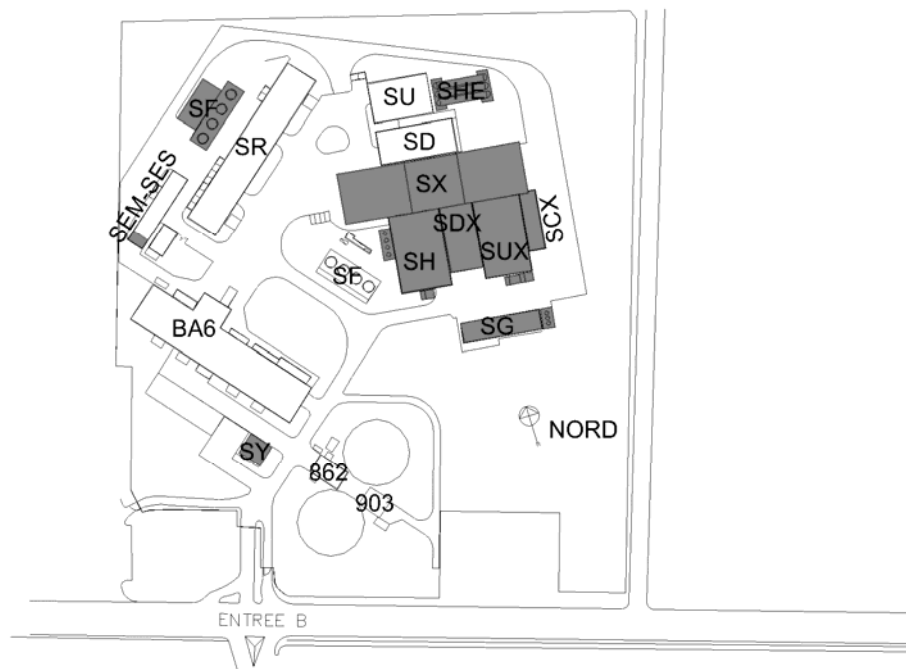 SU
SHE
SF
SR
SD
SX
SEM-SES
SCX
SDX
SUX
SH
SF
SG
BA6
NORD
SY
862
903
ENTREE B